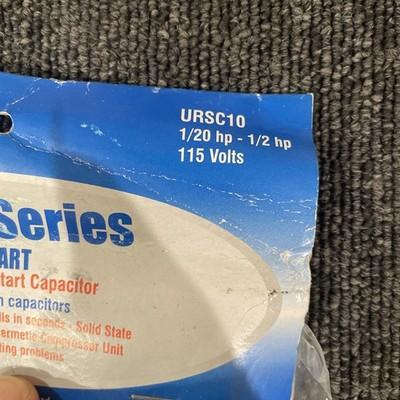 URSC10
1/20 hp - 1/2 hp
115 Volts
Series
ART
tart Capacitor
capacitors
in seconds - Solid State
ermetic Compressor Unit
ting problems